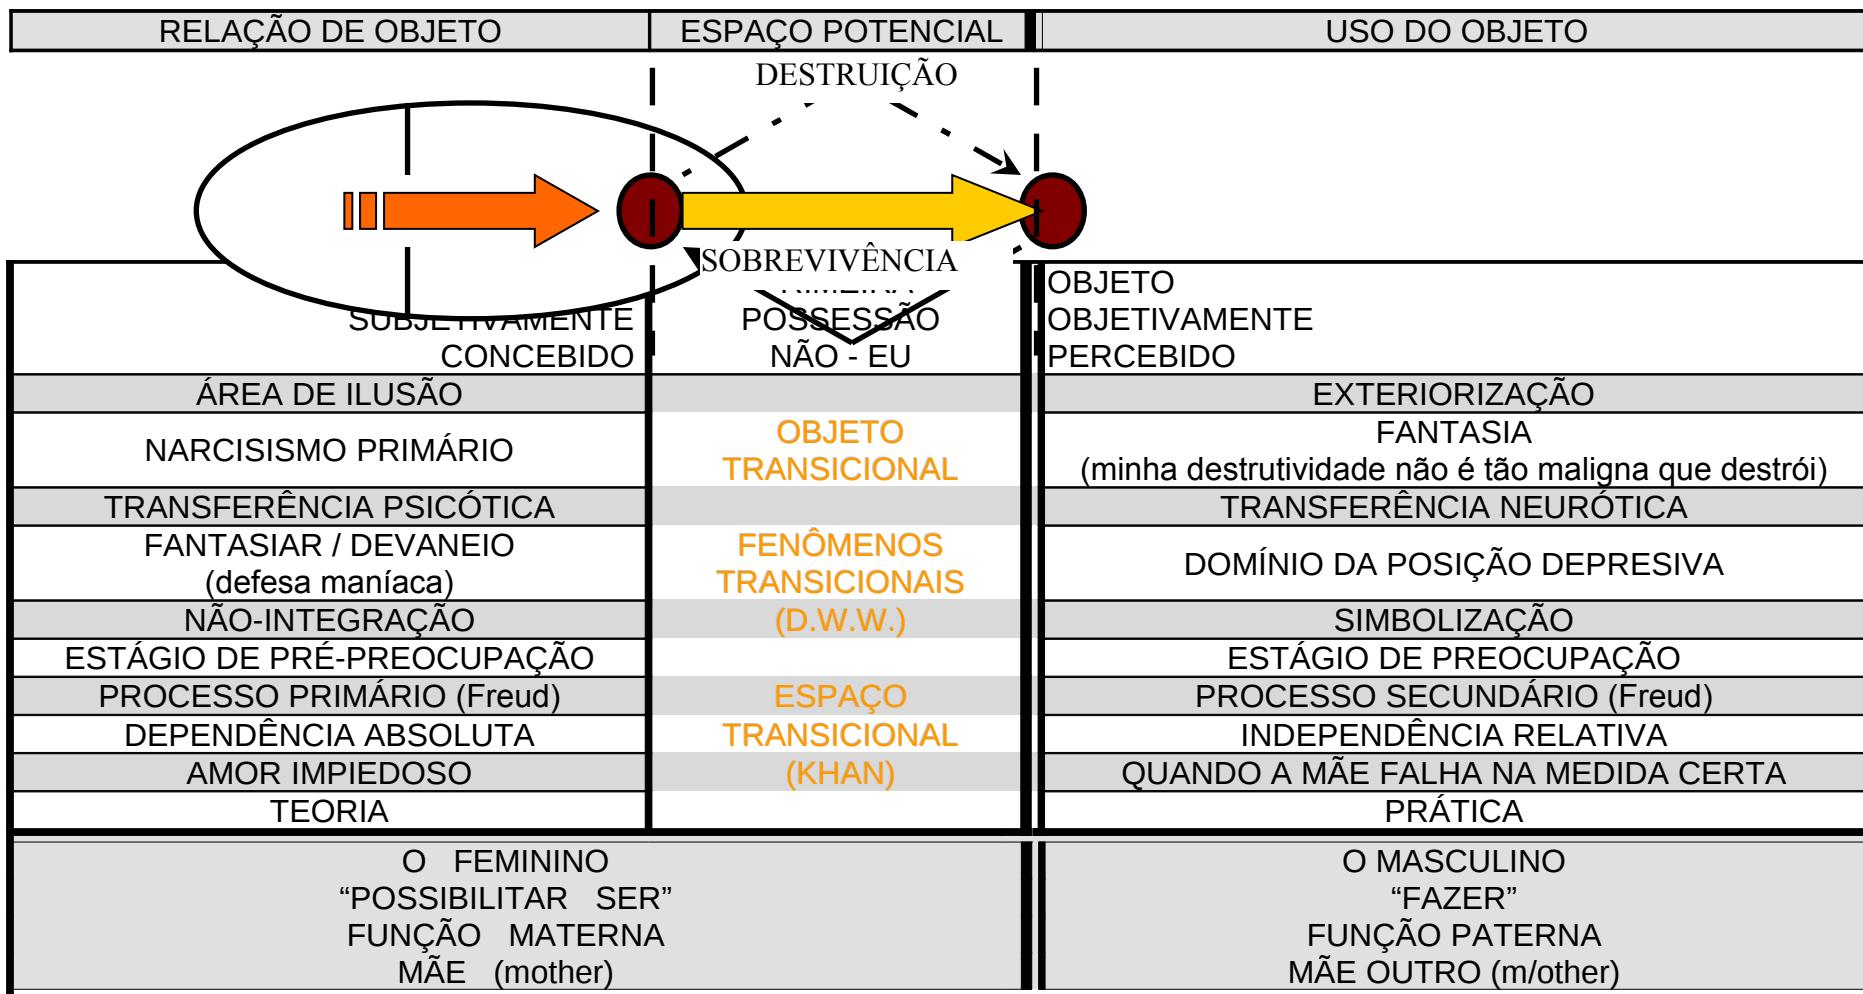 RELAÇÃO DE OBJETO
ESPAÇO POTENCIAL
USO DO OBJETO
DESTRUIÇÃO
SOBREVIVÊNCIA
SUBJETIVAMENTE
CONCEBIDO
POSSESSÃO
NÃO - EU
OBJETO
OBJETIVAMENTE
PERCEBIDO
ÁREA DE ILUSÃO
EXTERIORIZAÇÃO
NARCISISMO PRIMÁRIO
OBJETO
TRANSICIONAL
FANTASIA
(minha destrutividade não é tão maligna que destrói)
TRANSFERÊNCIA PSICÓTICA
TRANSFERÊNCIA NEURÓTICA
FANTASIAR / DEVANEIO
(defesa maníaca)
FENÔMENOS
TRANSICIONAIS
(D.W.W.)
DOMÍNIO DA POSIÇÃO DEPRESIVA
NÃO-INTEGRAÇÃO
SIMBOLIZAÇÃO
ESTÁGIO DE PRÉ-PREOCUPAÇÃO
ESTÁGIO DE PREOCUPAÇÃO
PROCESSO PRIMÁRIO (Freud)
ESPAÇO
TRANSICIONAL
(KHAN)
PROCESSO SECUNDÁRIO (Freud)
DEPENDÊNCIA ABSOLUTA
INDEPENDÊNCIA RELATIVA
AMOR IMPIEDOSO
QUANDO A MÃE FALHA NA MEDIDA CERTA
TEORIA
PRÁTICA
O FEMININO
“POSSIBILITAR SER”
FUNÇÃO MATERNA
MÃE (mother)
O MASCULINO
“FAZER”
FUNÇÃO PATERNA
MÃE OUTRO (m/other)